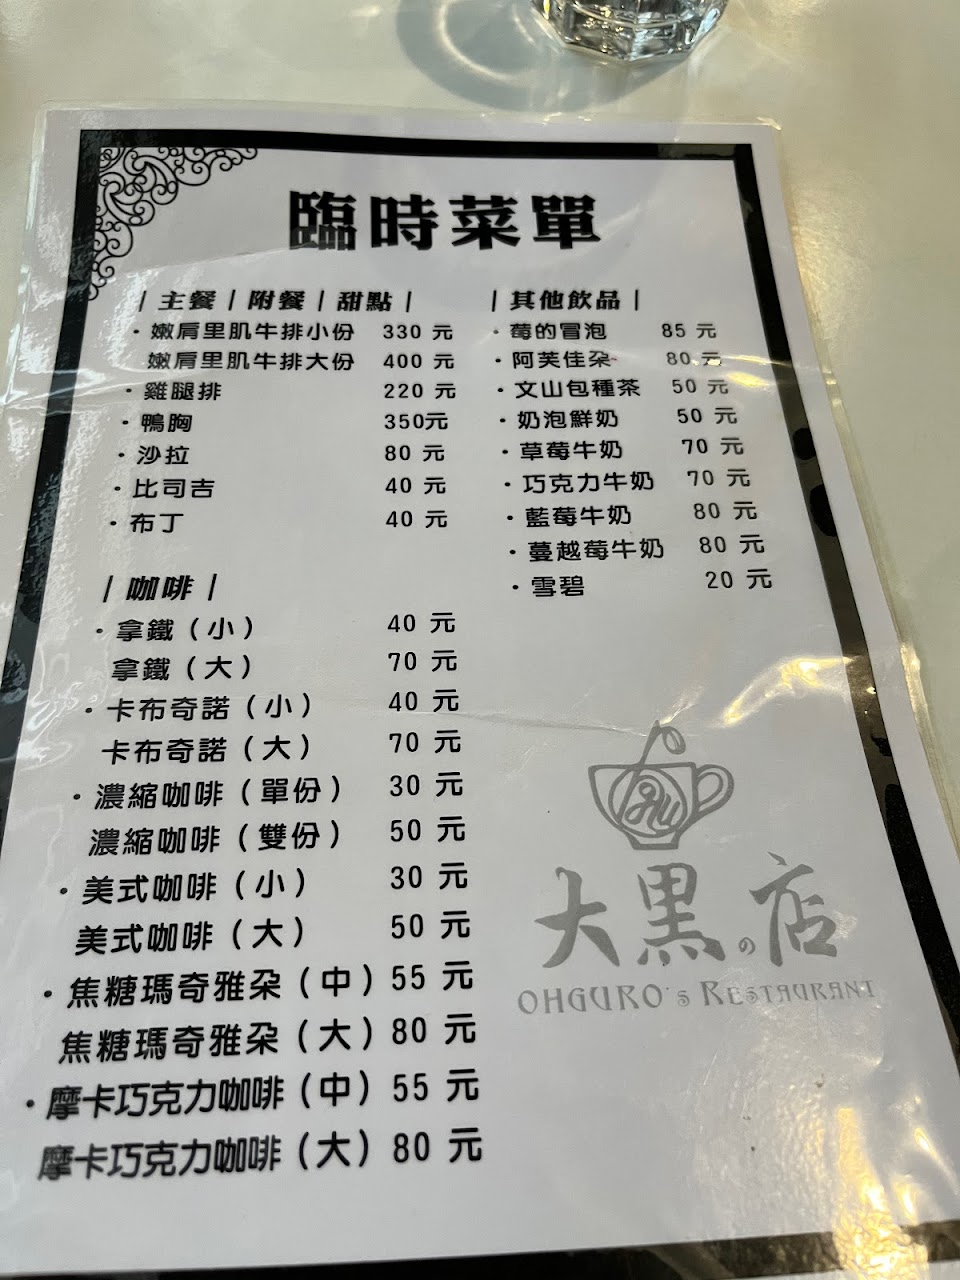 臨時菜單
｜主餐｜附餐｜甜點｜
・嫩肩里肌牛排小份 330 元
嫩肩里肌牛排大份 400 元
・雞腿排 220 元
・鴨胸 350元
・沙拉 80 元
・比司吉 40 元
・布丁 40 元
｜咖啡｜
・拿鐵（小） 40 元
拿鐵（大） 70 元
・卡布奇諾（小） 40 元
卡布奇諾（大） 70 元
・濃縮咖啡（單份） 30 元
濃縮咖啡（雙份） 50 元
・美式咖啡（小） 30 元
美式咖啡（大） 50 元
・焦糖瑪奇雅朶（中） 55 元
焦糖瑪奇雅朶（大） 80 元
・摩卡巧克力咖啡（中） 55 元
摩卡巧克力咖啡（大） 80 元
｜其他飲品｜
・莓的冒泡 85 元
・阿芙佳朶 80 元
・文山包種茶 50 元
・奶泡鮮奶 50 元
・草莓牛奶 70 元
・巧克力牛奶 70 元
・藍莓牛奶 80 元
・蔓越莓牛奶 80 元
・雪碧 20 元
大黒の店
OHGURO's RESTAURANT